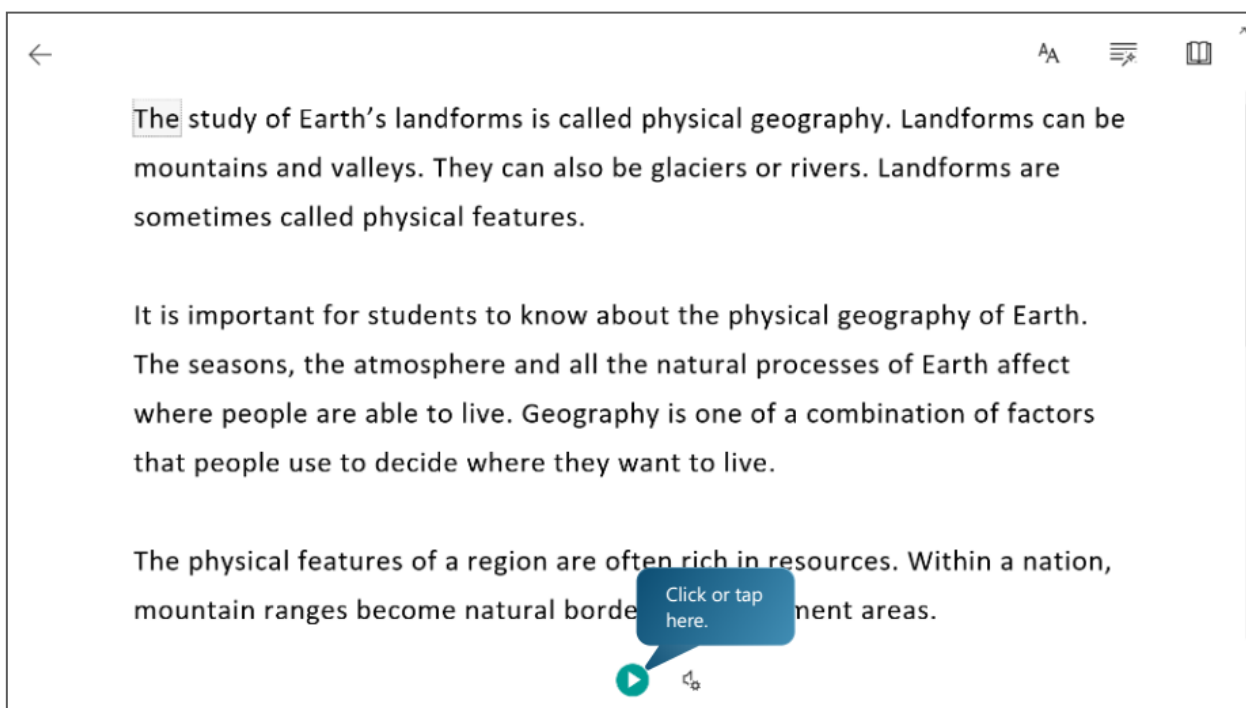 AA
The study of Earth’s landforms is called physical geography. Landforms can be
mountains and valleys. They can also be glaciers or rivers. Landforms are
sometimes called physical features.
It is important for students to know about the physical geography of Earth.
The seasons, the atmosphere and all the natural processes of Earth affect
where people are able to live. Geography is one of a combination of factors
that people use to decide where they want to live.
The physical features of a region are often rich in resources. Within a nation,
mountain ranges become natural areas.
Click or tap
here.